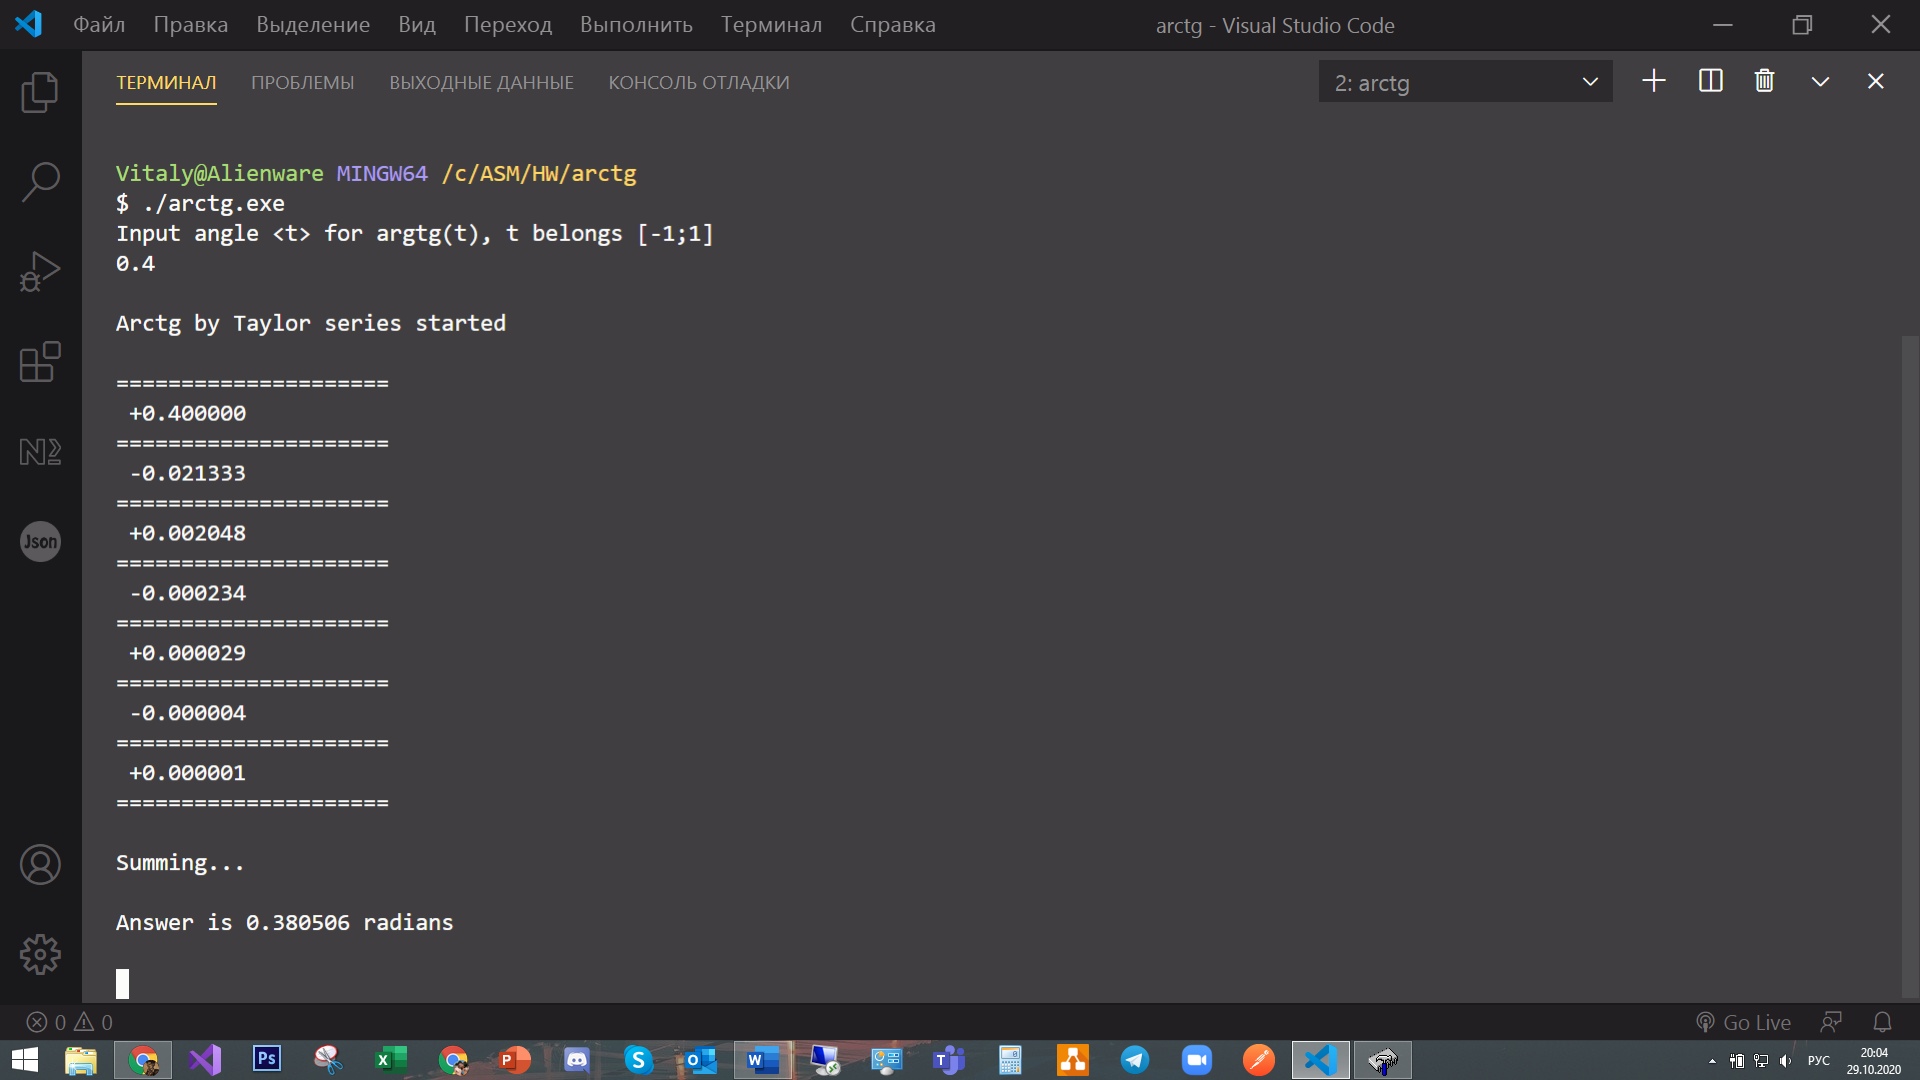 Файл Правка Выделение Вид Переход Выполнить Терминал Справка arctg - Visual Studio Code
ТЕРМИНАЛ ПРОБЛЕМЫ ВЫХОДНЫЕ ДАННЫЕ КОНСОЛЬ ОТЛАДКИ 2: arctg
Vitaly@Alienware MINGW64 /c/ASM/HW/arctg
$ ./arctg.exe
Input angle <t> for argtg(t), t belongs [-1;1]
0.4
Arctg by Taylor series started
=====================
+0.400000
=====================
-0.021333
=====================
+0.002048
=====================
-0.000234
=====================
+0.000029
=====================
-0.000004
=====================
+0.000001
=====================
Summing...
Answer is 0.380506 radians
Json
0 0 Go Live
Ps X P S O W T РУС 20:04
29.10.2020